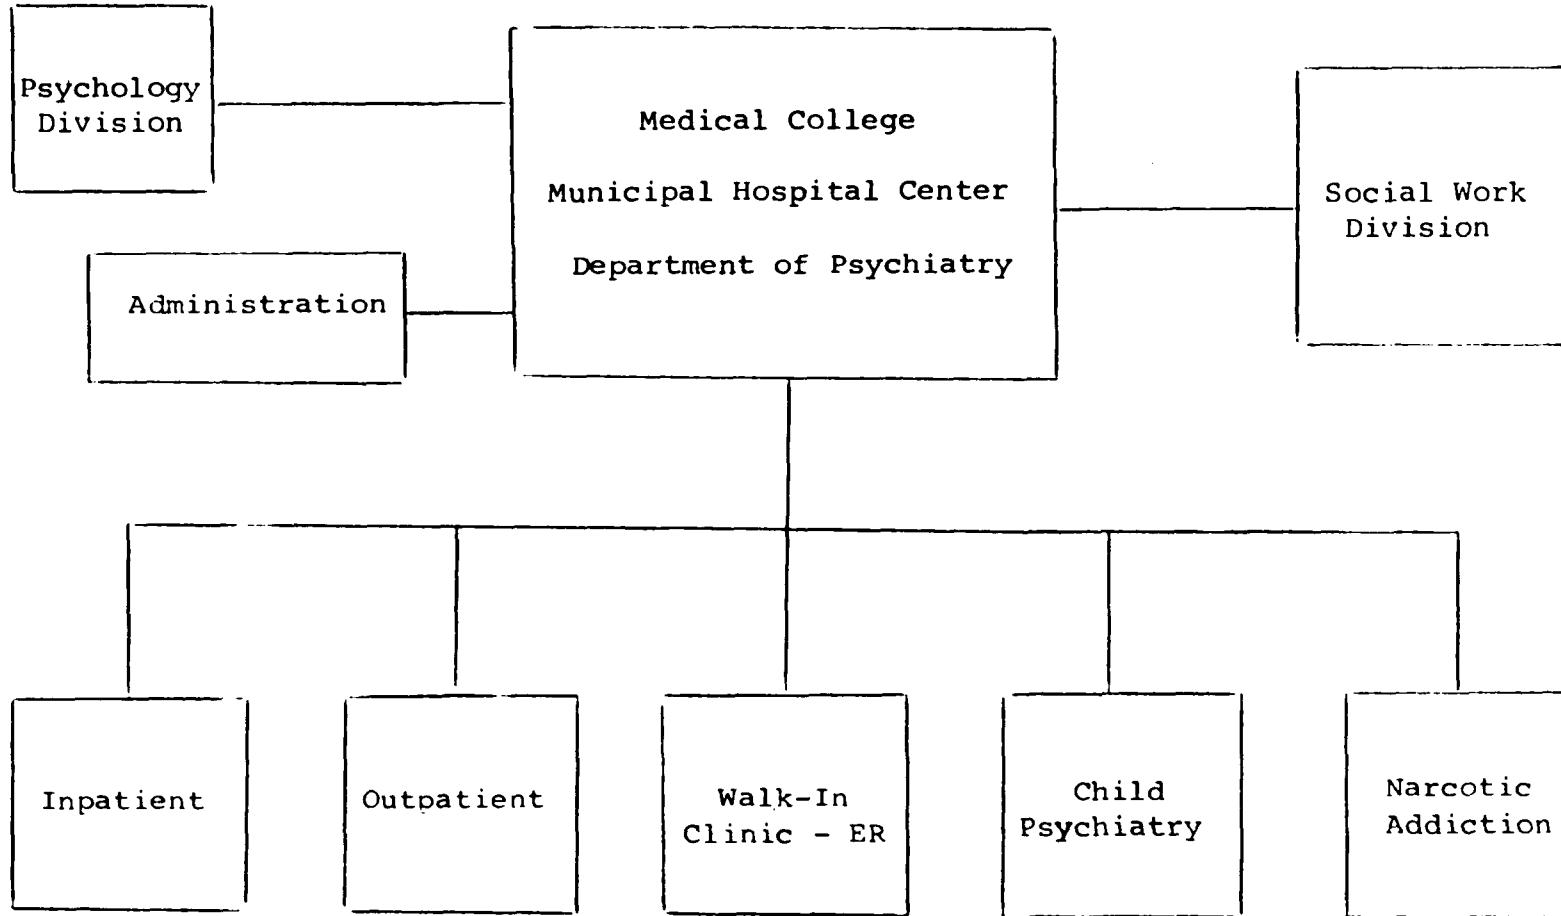 Psychology
Division
Medical College
Municipal Hospital Center
Department of Psychiatry
Social Work
Division
Administration
Inpatient
Outpatient
Walk-In
Clinic - ER
Child
Psychiatry
Narcotic
Addiction